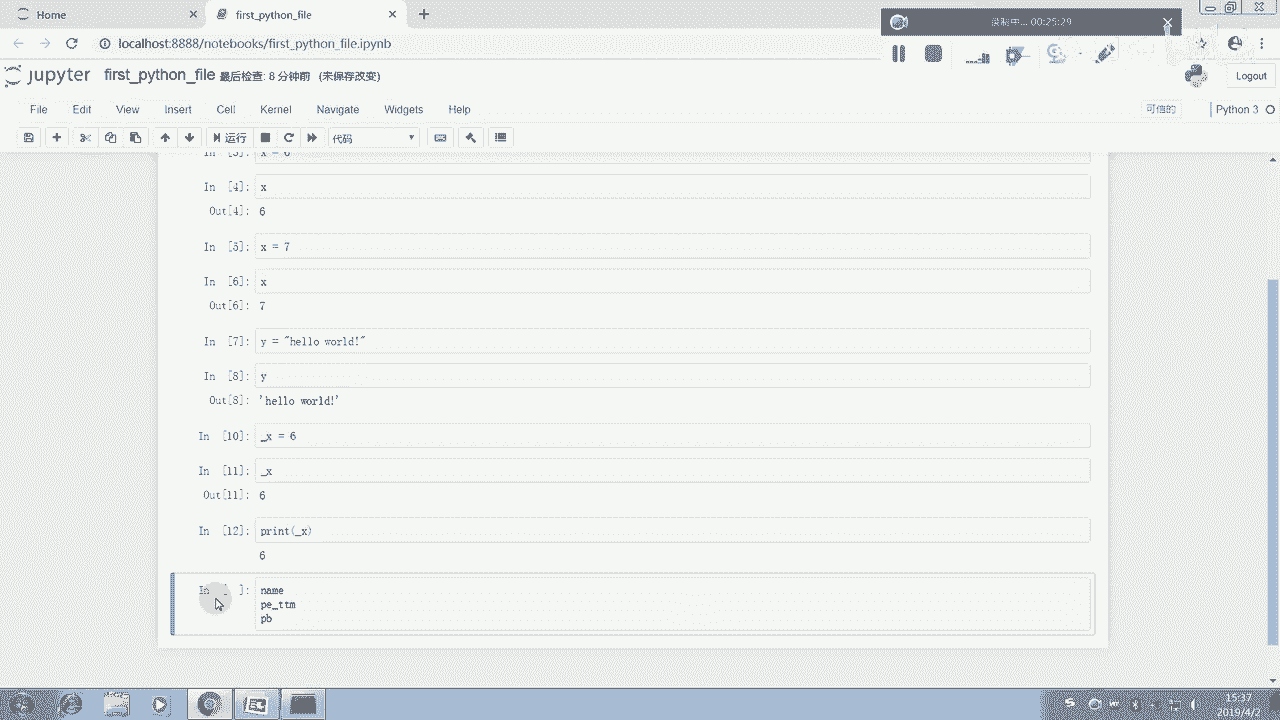 Home
first_python_file
录制中... 00:25:29
localhost:8888/notebooks/first_python_file.ipynb
jupyter first_python_file 最后检查: 8 分钟前 (未保存改变)
Logout
File Edit View Insert Cell Kernel Navigate Widgets Help
可信的 Python 3
运行 代码
In [4]: x
Out[4]: 6
In [5]: x = 7
In [6]: x
Out[6]: 7
In [7]: y = "hello world!"
In [8]: y
Out[8]: 'hello world!'
In [10]: _x = 6
In [11]: _x
Out[11]: 6
In [12]: print(_x)
6
In [ ]: name
pe_ttm
pb
15:37